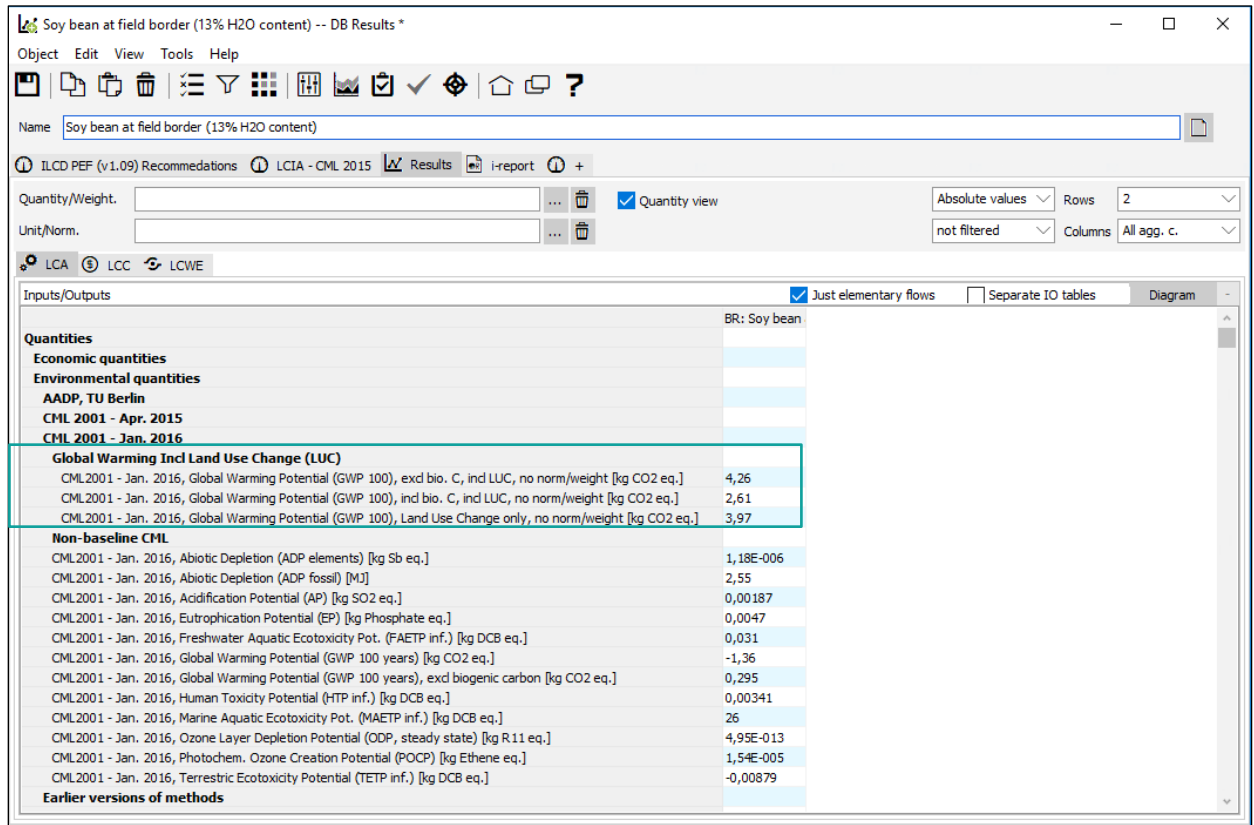 Soy bean at field border (13% H2O content) -- DB Results *
Object Edit View Tools Help
Name Soy bean at field border (13% H2O content)
ILCD PEF (v1.09) Recommedations LCIA - CML 2015 Results i-report +
Quantity/Weight. ... Quantity view Absolute values Rows 2
Unit/Norm. ... not filtered Columns All agg. c.
LCA LCC LCWE
Inputs/Outputs Just elementary flows Separate IO tables Diagram -
BR: Soy bean
Quantities
Economic quantities
Environmental quantities
AADP, TU Berlin
CML 2001 - Apr. 2015
CML 2001 - Jan. 2016
Global Warming Incl Land Use Change (LUC)
CML2001 - Jan. 2016, Global Warming Potential (GWP 100), excl bio. C, incl LUC, no norm/weight [kg CO2 eq.] 4,26
CML2001 - Jan. 2016, Global Warming Potential (GWP 100), incl bio. C, incl LUC, no norm/weight [kg CO2 eq.] 2,61
CML2001 - Jan. 2016, Global Warming Potential (GWP 100), Land Use Change only, no norm/weight [kg CO2 eq.] 3,97
Non-baseline CML
CML2001 - Jan. 2016, Abiotic Depletion (ADP elements) [kg Sb eq.] 1,18E-006
CML2001 - Jan. 2016, Abiotic Depletion (ADP fossil) [MJ] 2,55
CML2001 - Jan. 2016, Acidification Potential (AP) [kg SO2 eq.] 0,00187
CML2001 - Jan. 2016, Eutrophication Potential (EP) [kg Phosphate eq.] 0,0047
CML2001 - Jan. 2016, Freshwater Aquatic Ecotoxicity Pot. (FAETP inf.) [kg DCB eq.] 0,031
CML2001 - Jan. 2016, Global Warming Potential (GWP 100 years) [kg CO2 eq.] -1,36
CML2001 - Jan. 2016, Global Warming Potential (GWP 100 years), excl biogenic carbon [kg CO2 eq.] 0,295
CML2001 - Jan. 2016, Human Toxicity Potential (HTP inf.) [kg DCB eq.] 0,00341
CML2001 - Jan. 2016, Marine Aquatic Ecotoxicity Pot. (MAETP inf.) [kg DCB eq.] 26
CML2001 - Jan. 2016, Ozone Layer Depletion Potential (ODP, steady state) [kg R11 eq.] 4,95E-013
CML2001 - Jan. 2016, Photochem. Ozone Creation Potential (POCP) [kg Ethene eq.] 1,54E-005
CML2001 - Jan. 2016, Terrestric Ecotoxicity Potential (TETP inf.) [kg DCB eq.] -0,00879
Earlier versions of methods